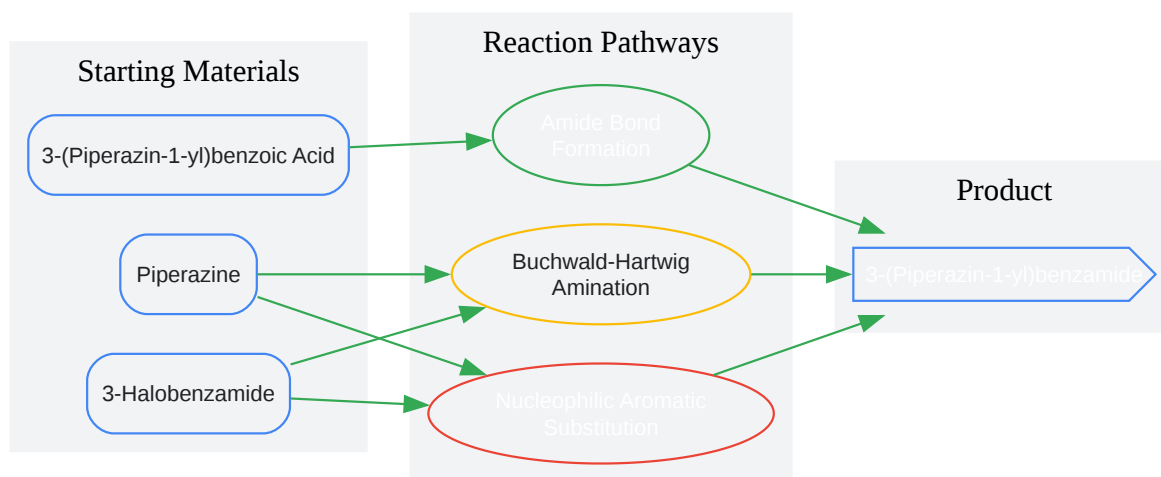 Starting Materials
3-(Piperazin-1-yl)benzoic Acid
Piperazine
3-Halobenzamide
Reaction Pathways
Amide Bond
Formation
Buchwald-Hartwig
Amination
Nucleophilic Aromatic
Substitution
Product
3-(Piperazin-1-yl)benzamide